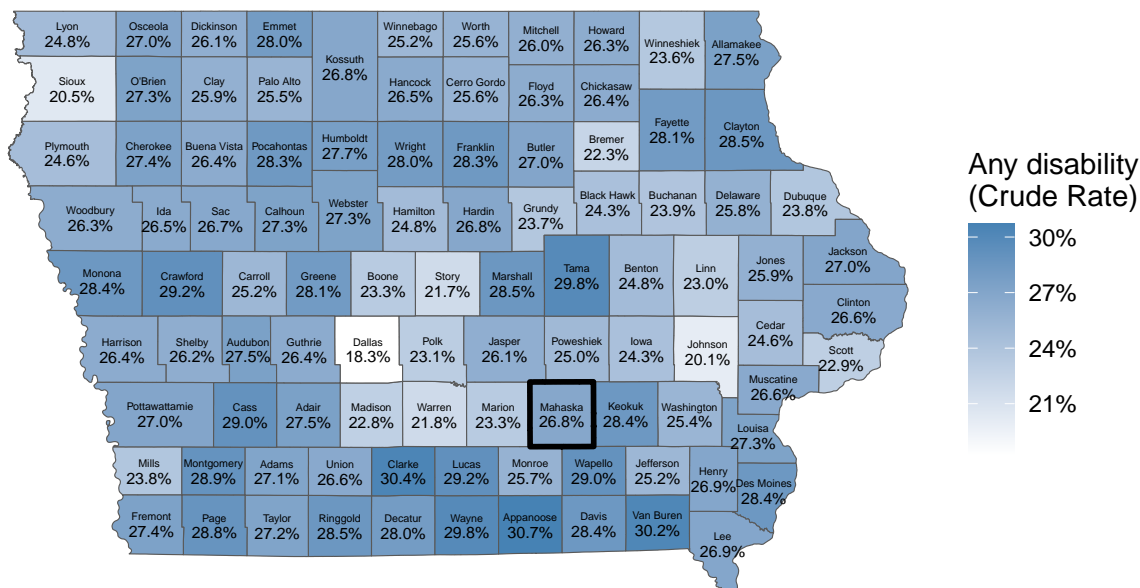 Lyon
24.8%
Osceola
27.0%
Dickinson
26.1%
Emmet
28.0%
Kossuth
26.8%
Winnebago
25.2%
Worth
25.6%
Mitchell
26.0%
Howard
26.3%
Winneshiek
23.6%
Allamakee
27.5%
Sioux
20.5%
O'Brien
27.3%
Clay
25.9%
Palo Alto
25.5%
Hancock
26.5%
Cerro Gordo
25.6%
Floyd
26.3%
Chickasaw
26.4%
Plymouth
24.6%
Cherokee
27.4%
Buena Vista
26.4%
Pocahontas
28.3%
Humboldt
27.7%
Wright
28.0%
Franklin
28.3%
Butler
27.0%
Bremer
22.3%
Fayette
28.1%
Clayton
28.5%
Woodbury
26.3%
Ida
26.5%
Sac
26.7%
Calhoun
27.3%
Webster
27.3%
Hamilton
24.8%
Hardin
26.8%
Grundy
23.7%
Black Hawk
24.3%
Buchanan
23.9%
Delaware
25.8%
Dubuque
23.8%
Monona
28.4%
Crawford
29.2%
Carroll
25.2%
Greene
28.1%
Boone
23.3%
Story
21.7%
Marshall
28.5%
Tama
29.8%
Benton
24.8%
Linn
23.0%
Jones
25.9%
Jackson
27.0%
Clinton
26.6%
Harrison
26.4%
Shelby
26.2%
Audubon
27.5%
Guthrie
26.4%
Dallas
18.3%
Polk
23.1%
Jasper
26.1%
Poweshiek
25.0%
Iowa
24.3%
Johnson
20.1%
Cedar
24.6%
Scott
22.9%
Muscatine
26.6%
Pottawattamie
27.0%
Cass
29.0%
Adair
27.5%
Madison
22.8%
Warren
21.8%
Marion
23.3%
Mahaska
26.8%
Keokuk
28.4%
Washington
25.4%
Louisa
27.3%
Mills
23.8%
Montgomery
28.9%
Adams
27.1%
Union
26.6%
Clarke
30.4%
Lucas
29.2%
Monroe
25.7%
Wapello
29.0%
Jefferson
25.2%
Henry
26.9%
Des Moines
28.4%
Fremont
27.4%
Page
28.8%
Taylor
27.2%
Ringgold
28.5%
Decatur
28.0%
Wayne
29.8%
Appanoose
30.7%
Davis
28.4%
Van Buren
30.2%
Lee
26.9%
Any disability
(Crude Rate)
30%
27%
24%
21%